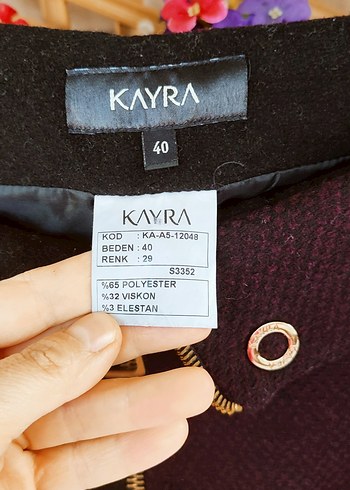 KAYRA
40
KAYRA
KOD : KA-A5-12048
BEDEN : 40
RENK : 29
S3352
%65 POLYESTER
%32 VISKON
%3 ELESTAN